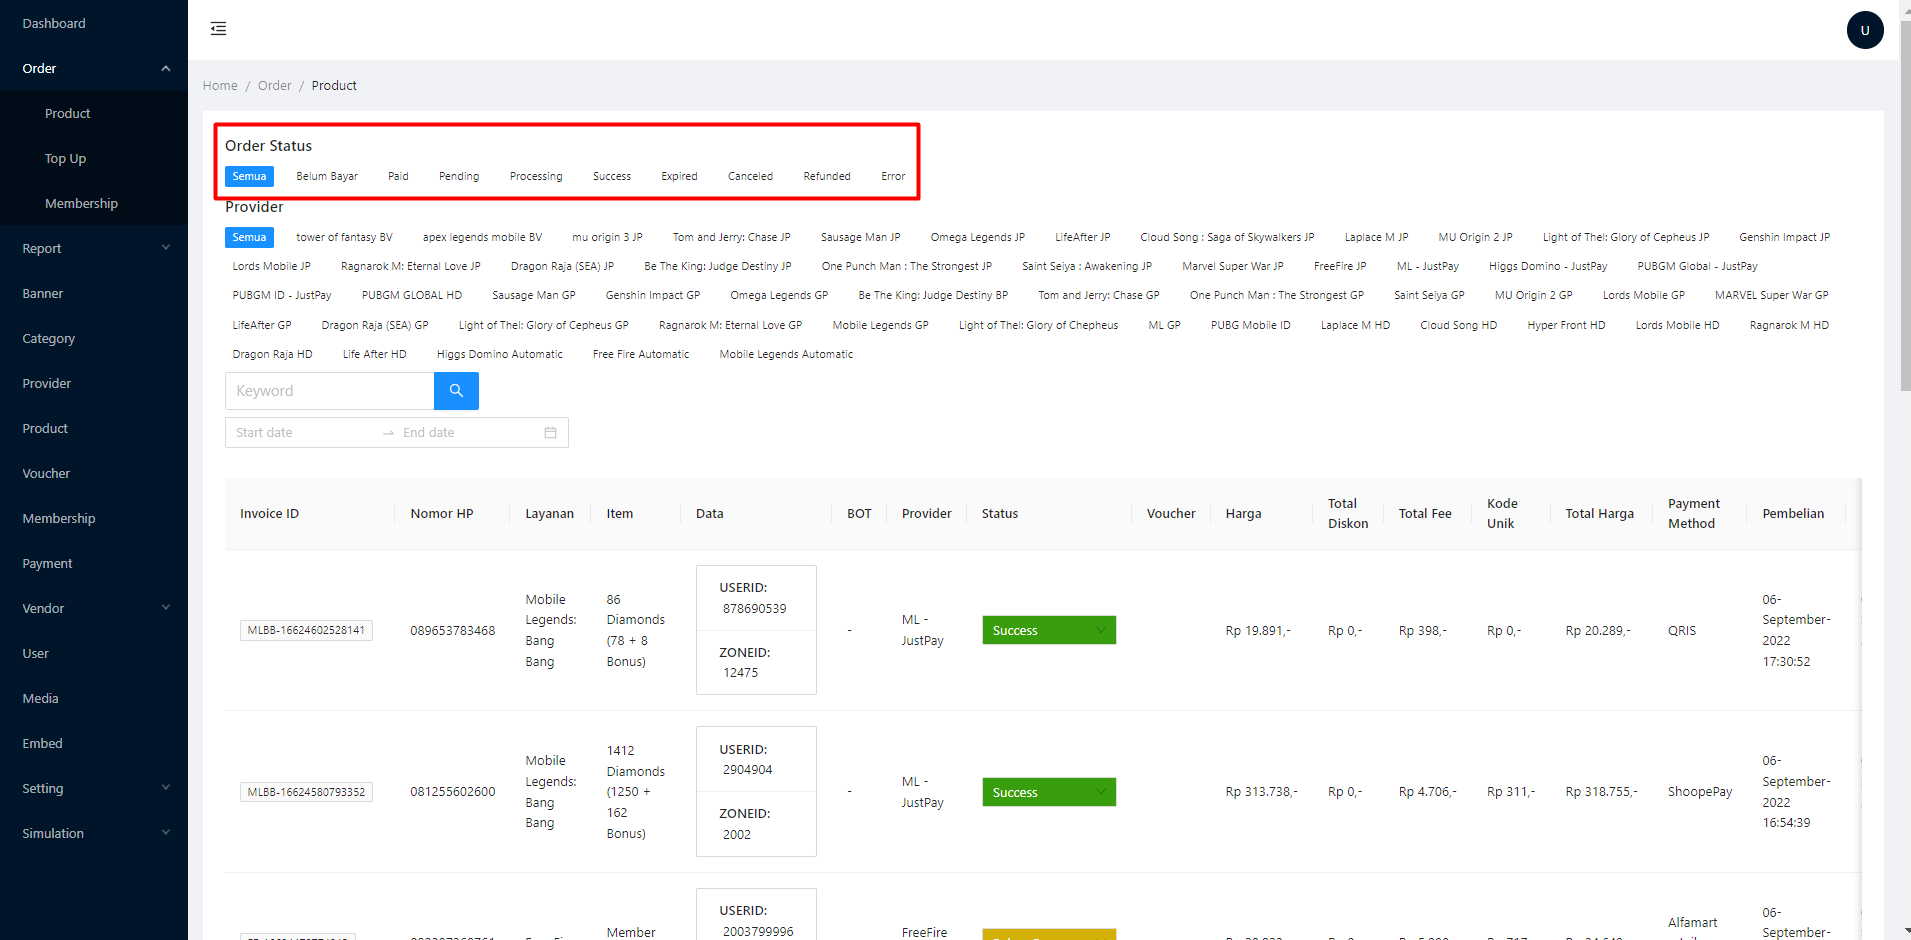 Dashboard
Order
Product
Top Up
Membership
Report
Banner
Category
Provider
Product
Voucher
Membership
Payment
Vendor
User
Media
Embed
Setting
Simulation
U
Home / Order / Product
Order Status
Semua Belum Bayar Paid Pending Processing Success Expired Canceled Refunded Error
Provider
Semua tower of fantasy BV apex legends mobile BV mu origin 3 JP Tom and Jerry: Chase JP Sausage Man JP Omega Legends JP LifeAfter JP Cloud Song : Saga of Skywalkers JP Laplace M JP MU Origin 2 JP Light of Thel: Glory of Cepheus JP Genshin Impact JP
Lords Mobile JP Ragnarok M: Eternal Love JP Dragon Raja (SEA) JP Be The King: Judge Destiny JP One Punch Man : The Strongest JP Saint Seiya : Awakening JP Marvel Super War JP FreeFire JP ML - JustPay Higgs Domino - JustPay PUBGM Global - JustPay
PUBGM ID - JustPay PUBGM GLOBAL HD Sausage Man GP Genshin Impact GP Omega Legends GP Be The King: Judge Destiny BP Tom and Jerry: Chase GP One Punch Man : The Strongest GP Saint Seiya GP MU Origin 2 GP Lords Mobile GP MARVEL Super War GP
LifeAfter GP Dragon Raja (SEA) GP Light of Thel: Glory of Cepheus GP Ragnarok M: Eternal Love GP Mobile Legends GP Light of Thel: Glory of Chepheus ML GP PUBG Mobile ID Laplace M HD Cloud Song HD Hyper Front HD Lords Mobile HD Ragnarok M HD
Dragon Raja HD Life After HD Higgs Domino Automatic Free Fire Automatic Mobile Legends Automatic
Keyword
Start date → End date
Invoice ID Nomor HP Layanan Item Data BOT Provider Status Voucher Harga Total Diskon Total Fee Kode Unik Total Harga Payment Method Pembelian
MLBB-16624602528141
089653783468
Mobile
Legends:
Bang
Bang
86
Diamonds
(78 + 8
Bonus)
USERID:
878690539
ZONEID:
12475
-
ML -
JustPay
Success
Rp 19.891,-
Rp 0,-
Rp 398,-
Rp 0,-
Rp 20.289,-
QRIS
06-
September-
2022
17:30:52
MLBB-16624580793352
081255602600
Mobile
Legends:
Bang
Bang
1412
Diamonds
(1250 +
162
Bonus)
USERID:
2904904
ZONEID:
2002
-
ML -
JustPay
Success
Rp 313.738,-
Rp 0,-
Rp 4.706,-
Rp 311,-
Rp 318.755,-
ShoopePay
06-
September-
2022
16:54:39
Member
USERID:
2003799996
FreeFire
Alfamart
06-
September-